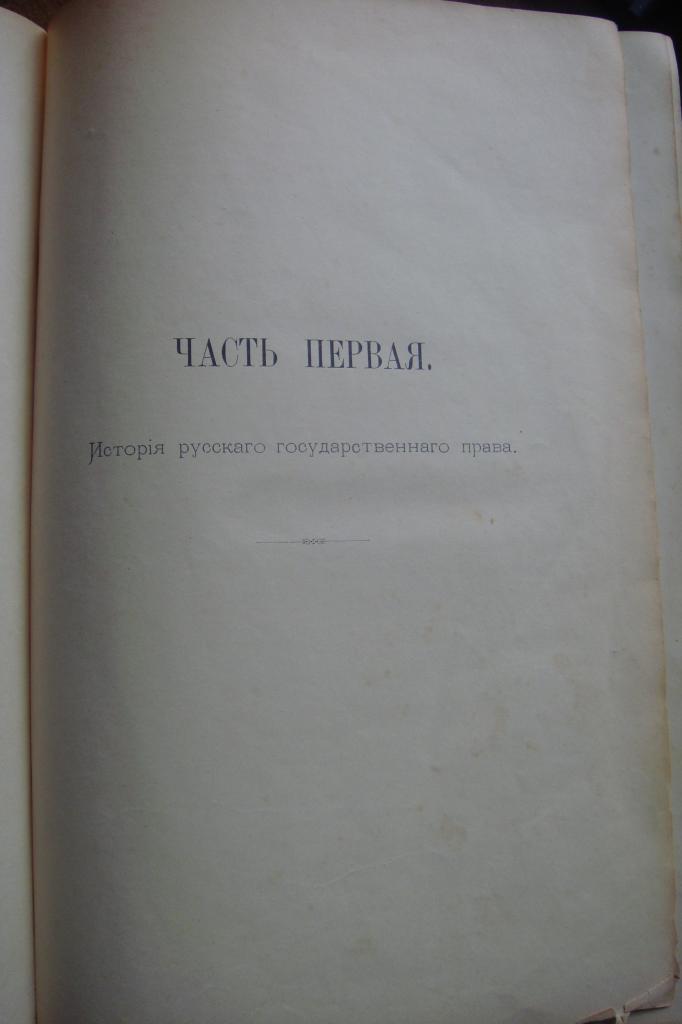 ЧАСТЬ ПЕРВАЯ.
Исторія русскаго государственнаго права.